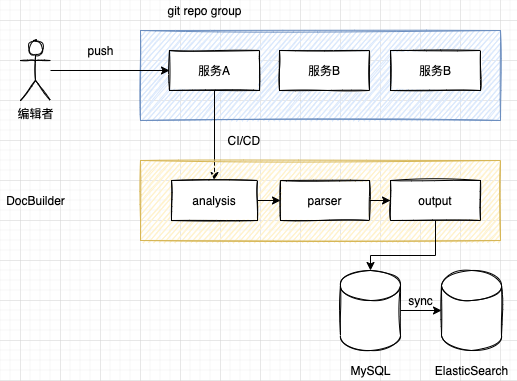 git repo group
push
服务A
服务B
服务B
编辑者
CI/CD
DocBuilder
analysis
parser
output
sync
MySQL
ElasticSearch